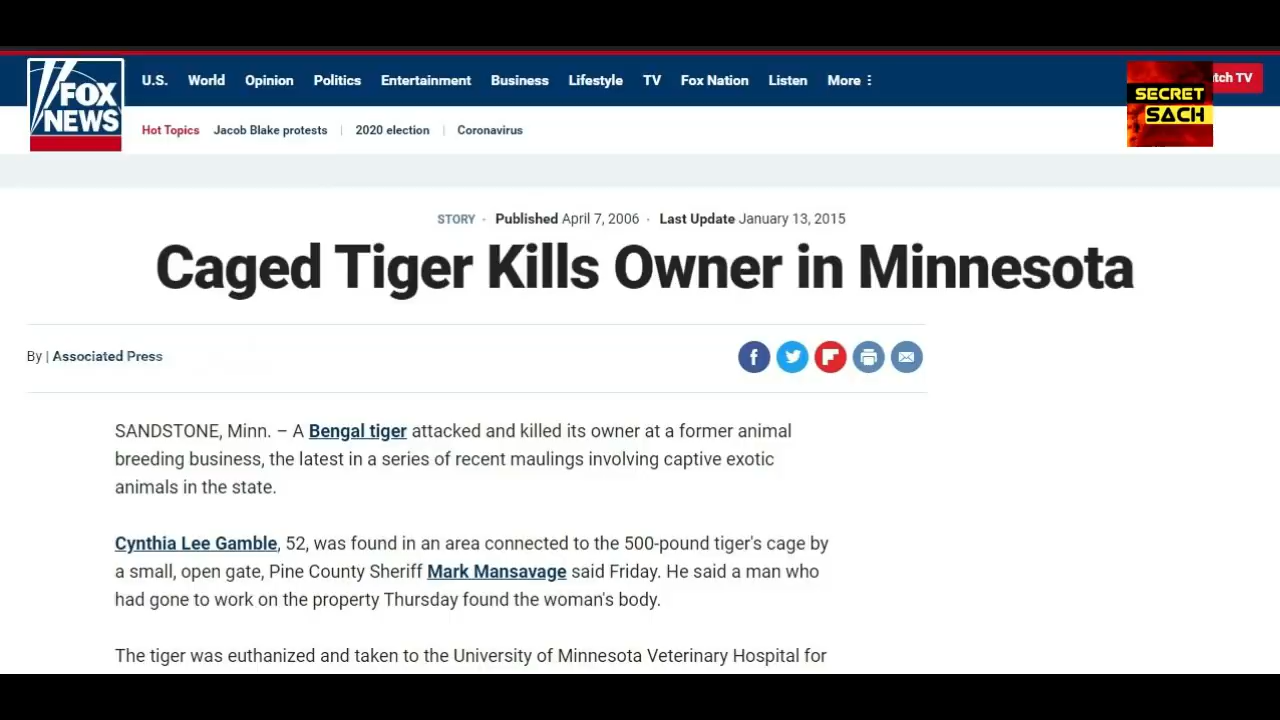 U.S. World Opinion Politics Entertainment Business Lifestyle TV Fox Nation Listen More
tch TV
FOX
NEWS
SECRET
SACH
Hot Topics Jacob Blake protests 2020 election Coronavirus
STORY · Published April 7, 2006 · Last Update January 13, 2015
Caged Tiger Kills Owner in Minnesota
By | Associated Press
SANDSTONE, Minn. – A Bengal tiger attacked and killed its owner at a former animal
breeding business, the latest in a series of recent maulings involving captive exotic
animals in the state.
Cynthia Lee Gamble, 52, was found in an area connected to the 500-pound tiger's cage by
a small, open gate, Pine County Sheriff Mark Mansavage said Friday. He said a man who
had gone to work on the property Thursday found the woman's body.
The tiger was euthanized and taken to the University of Minnesota Veterinary Hospital for